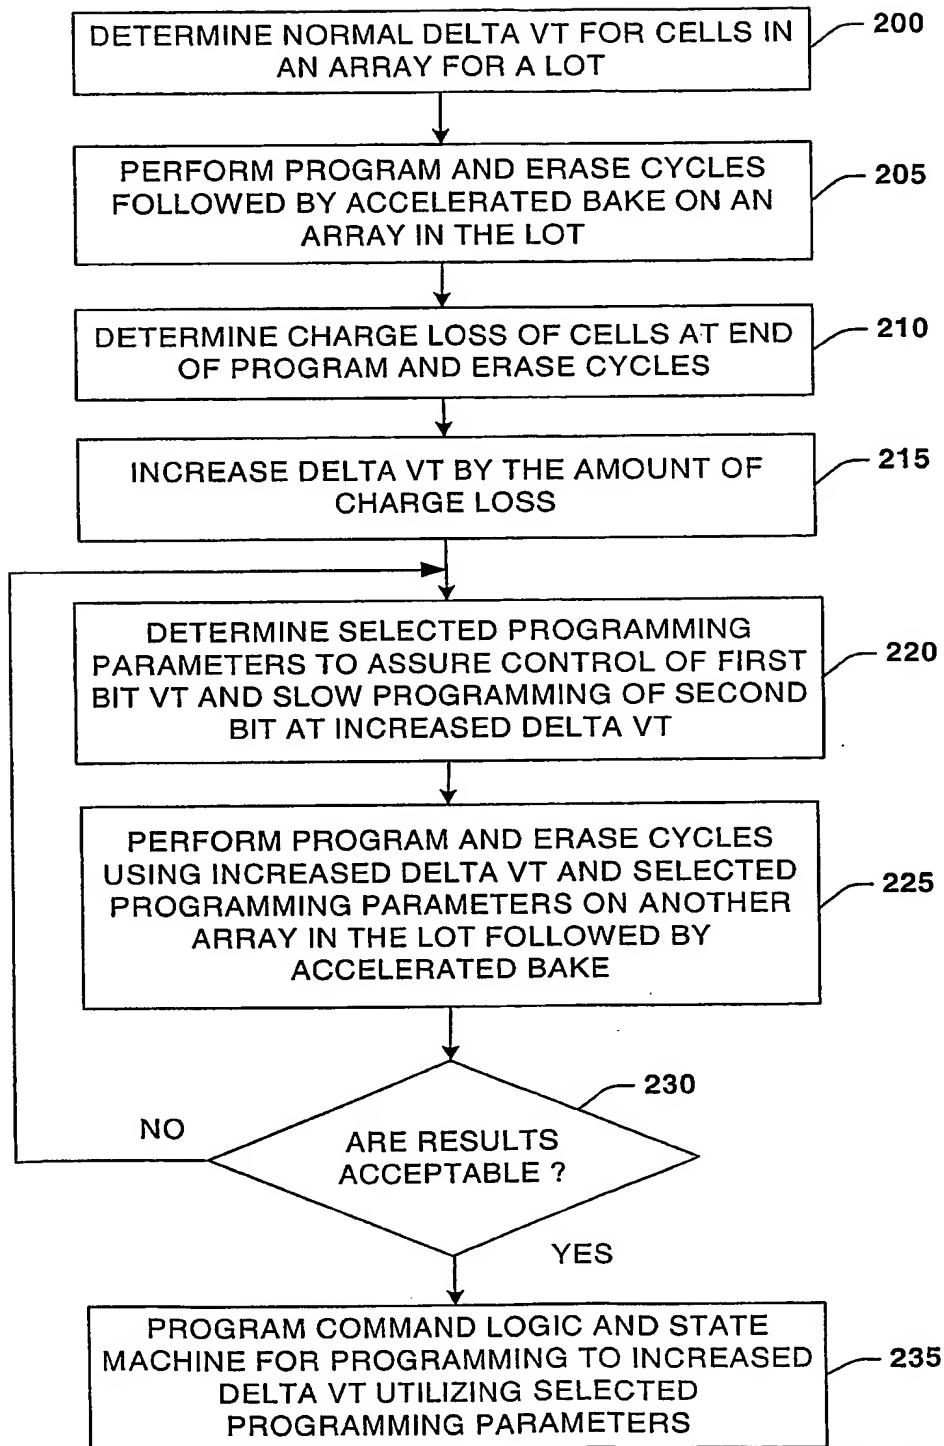 DETERMINE NORMAL DELTA VT FOR CELLS IN
AN ARRAY FOR A LOT
200
PERFORM PROGRAM AND ERASE CYCLES
FOLLOWED BY ACCELERATED BAKE ON AN
ARRAY IN THE LOT
205
DETERMINE CHARGE LOSS OF CELLS AT END
OF PROGRAM AND ERASE CYCLES
210
INCREASE DELTA VT BY THE AMOUNT OF
CHARGE LOSS
215
DETERMINE SELECTED PROGRAMMING
PARAMETERS TO ASSURE CONTROL OF FIRST
BIT VT AND SLOW PROGRAMMING OF SECOND
BIT AT INCREASED DELTA VT
220
PERFORM PROGRAM AND ERASE CYCLES
USING INCREASED DELTA VT AND SELECTED
PROGRAMMING PARAMETERS ON ANOTHER
ARRAY IN THE LOT FOLLOWED BY
ACCELERATED BAKE
225
230
NO
ARE RESULTS
ACCEPTABLE ?
YES
PROGRAM COMMAND LOGIC AND STATE
MACHINE FOR PROGRAMMING TO INCREASED
DELTA VT UTILIZING SELECTED
PROGRAMMING PARAMETERS
235